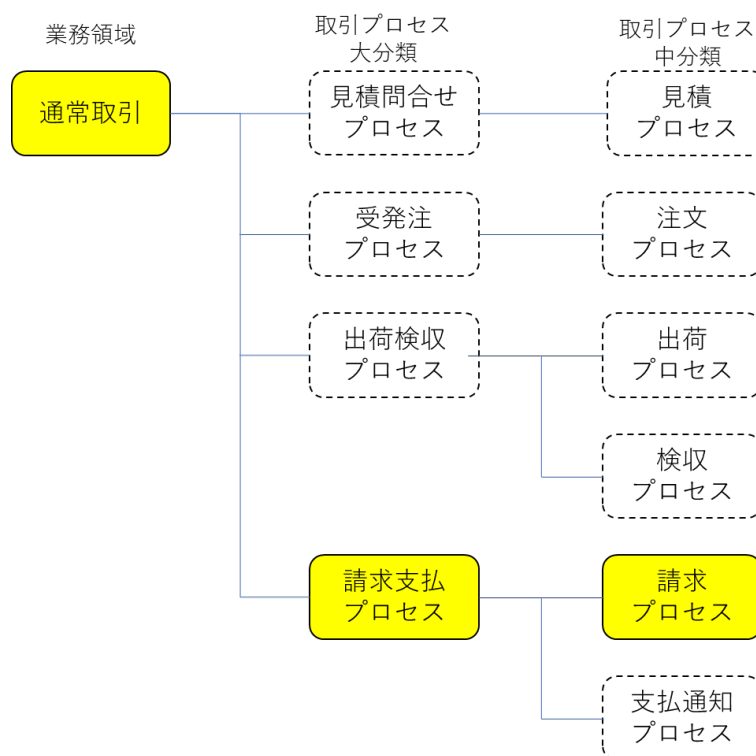 業務領域
取引プロセス
大分類
取引プロセス
中分類
通常取引
見積問合せ
プロセス
見積
プロセス
受発注
プロセス
注文
プロセス
出荷検収
プロセス
出荷
プロセス
検収
プロセス
請求支払
プロセス
請求
プロセス
支払通知
プロセス